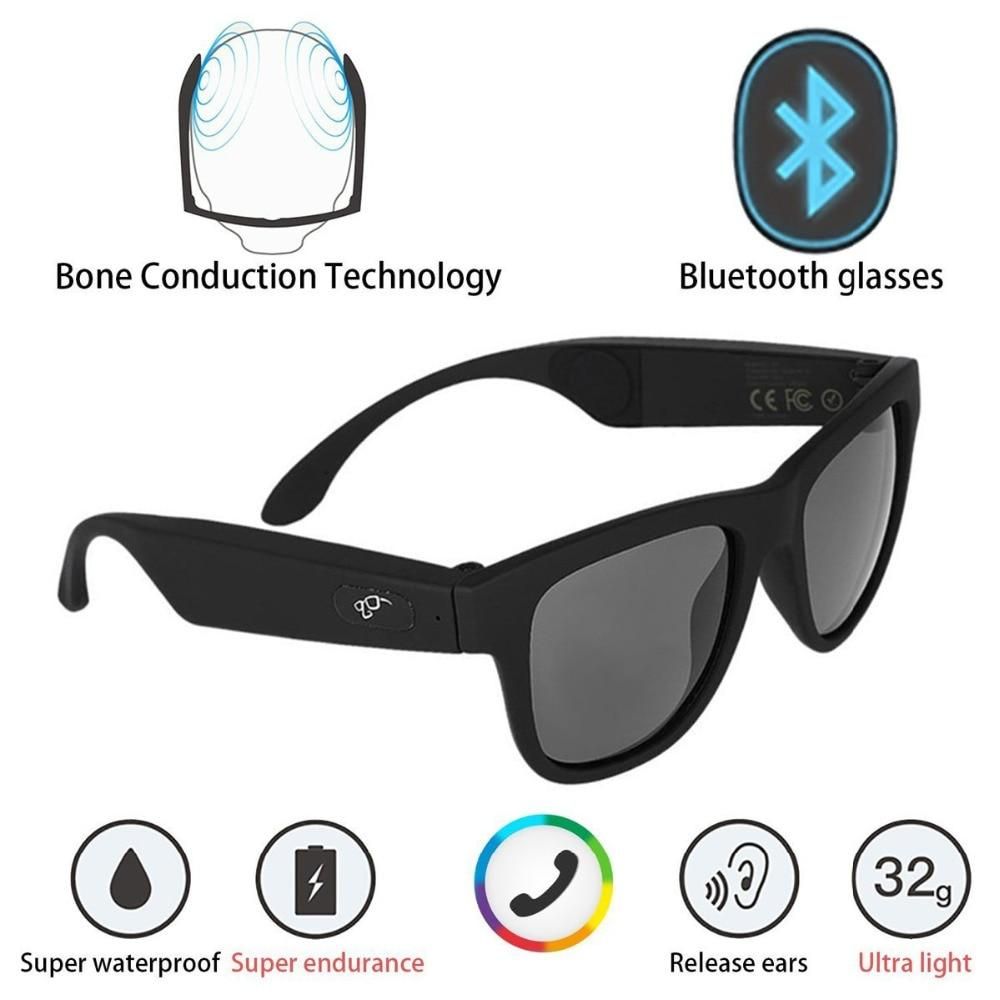 Bone Conduction Technology
Bluetooth glasses
CE FC
Super waterproof
Super endurance
Release ears
32g
Ultra light